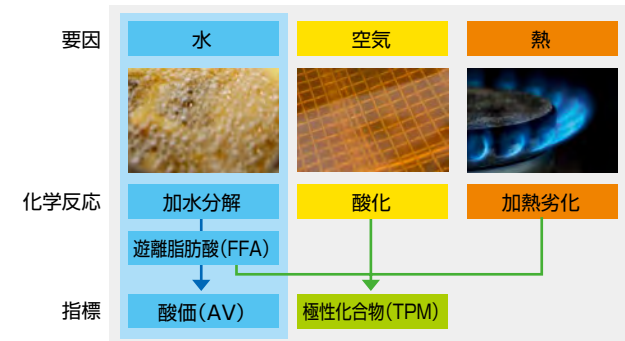 要因
水
空気
熱
化学反応
加水分解
酸化
加熱劣化
遊離脂肪酸(FFA)
指標
酸価(AV)
極性化合物(TPM)